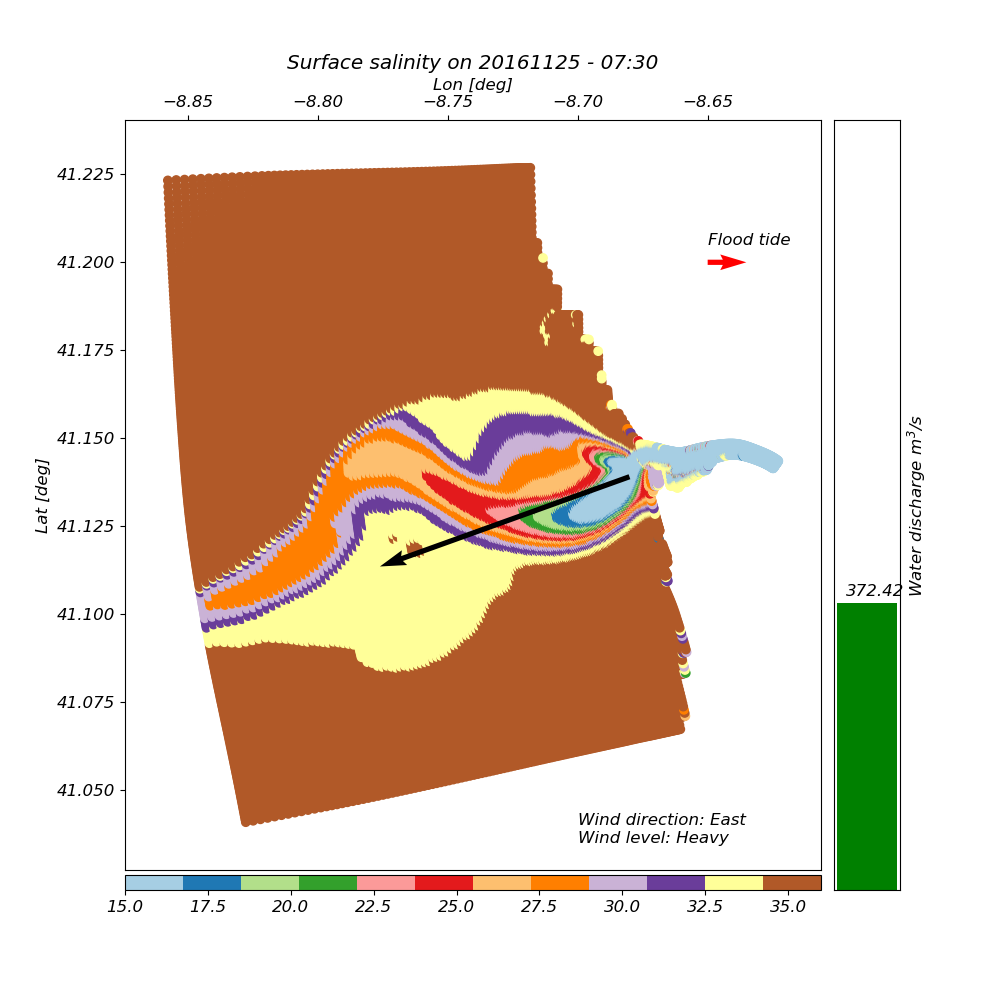 Surface salinity on 20161125 - 07:30
Lon [deg]
−8.85 −8.80 −8.75 −8.70 −8.65
41.225
41.200
41.175
41.150
41.125
41.100
41.075
41.050
Lat [deg]
Flood tide
Wind direction: East
Wind level: Heavy
15.0 17.5 20.0 22.5 25.0 27.5 30.0 32.5 35.0
372.42
Water discharge m³/s